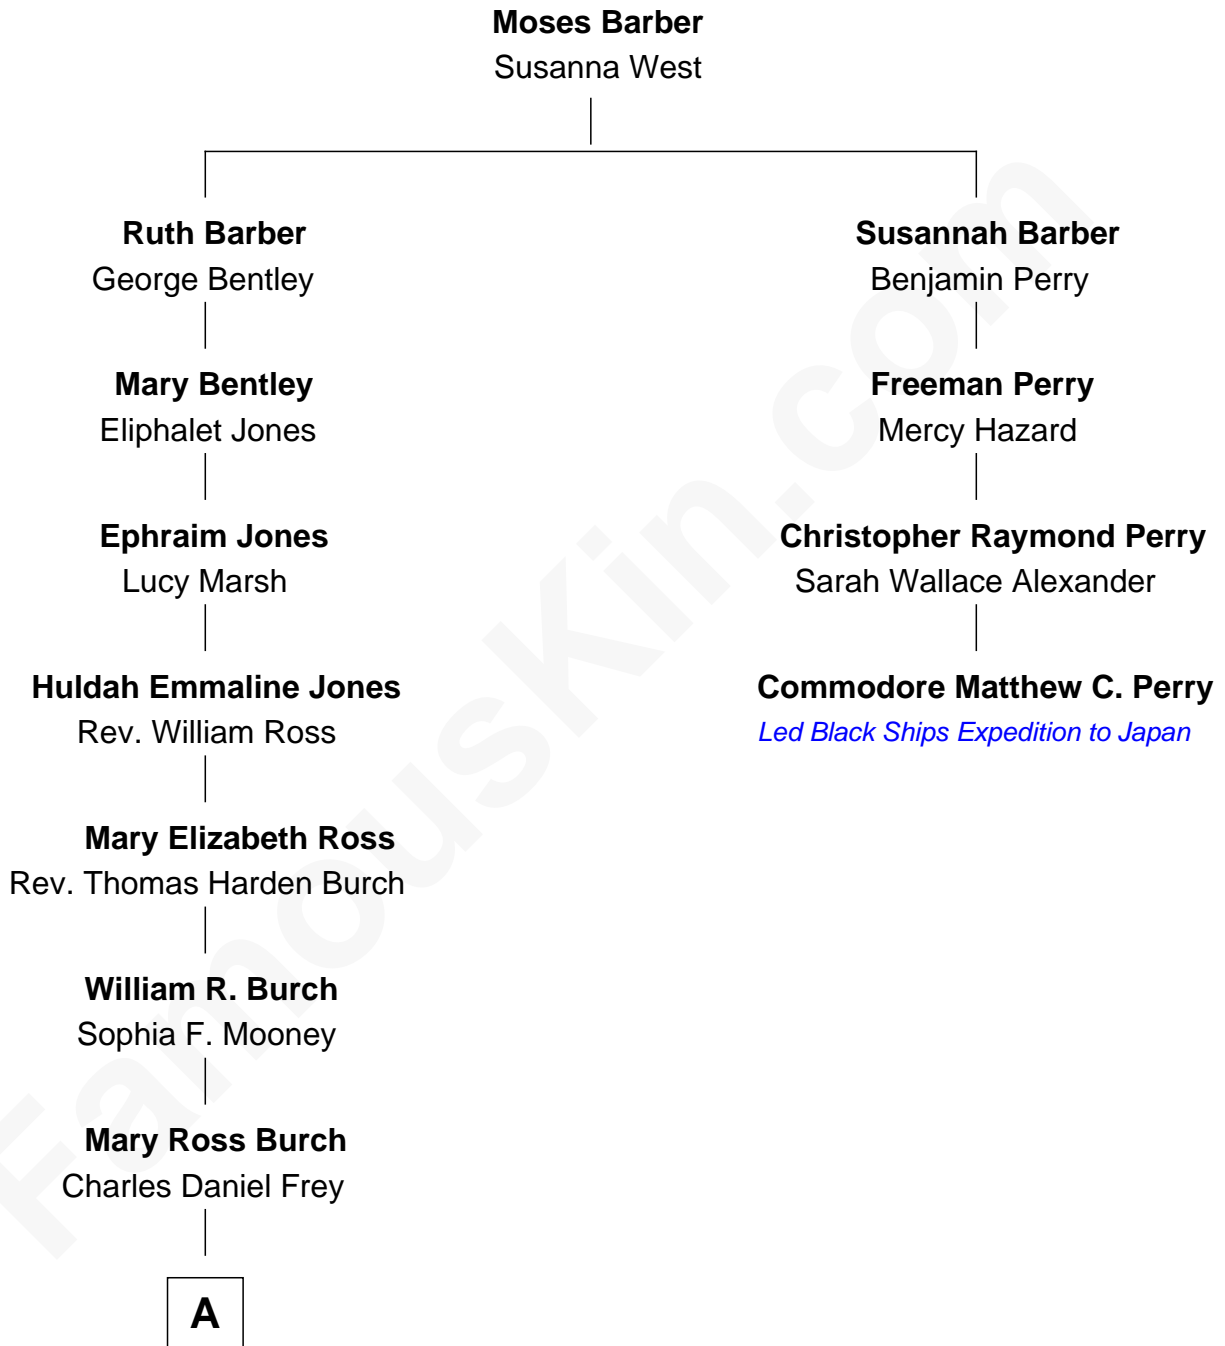 Moses Barber
Susanna West
Ruth Barber
George Bentley
Susannah Barber
Benjamin Perry
Mary Bentley
Eliphalet Jones
Freeman Perry
Mercy Hazard
Ephraim Jones
Lucy Marsh
Christopher Raymond Perry
Sarah Wallace Alexander
Huldah Emmaline Jones
Rev. William Ross
Commodore Matthew C. Perry
Led Black Ships Expedition to Japan
Mary Elizabeth Ross
Rev. Thomas Harden Burch
William R. Burch
Sophia F. Mooney
Mary Ross Burch
Charles Daniel Frey
A
FamousKin.com